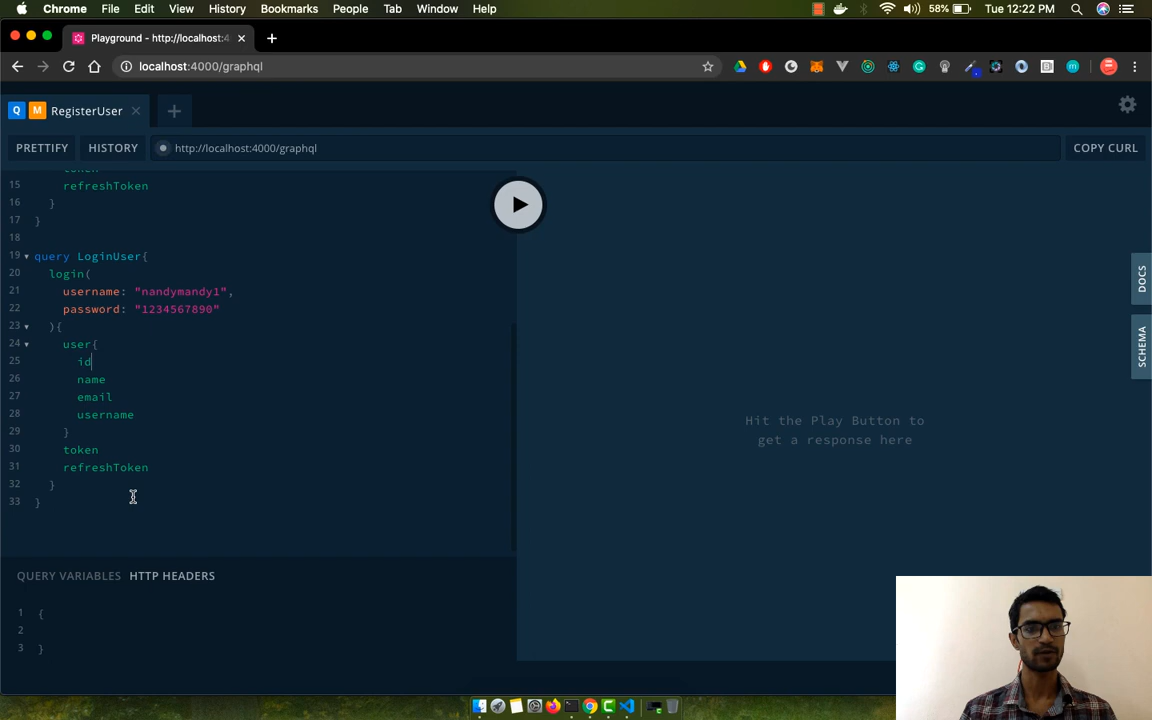 Chrome File Edit View History Bookmarks People Tab Window Help 58% Tue 12:22 PM
Playground - http://localhost:4
localhost:4000/graphql
Q M RegisterUser
PRETTIFY HISTORY http://localhost:4000/graphql COPY CURL
15 refreshToken
16 }
17 }
18
19 query LoginUser{
20 login(
21 username: "nandymandy1",
22 password: "1234567890"
23 ){
24 user{
25 id
26 name
27 email
28 username
29 }
30 token
31 refreshToken
32 }
33 }
Hit the Play Button to
get a response here
DOCS
SCHEMA
QUERY VARIABLES HTTP HEADERS
1 {
2
3 }